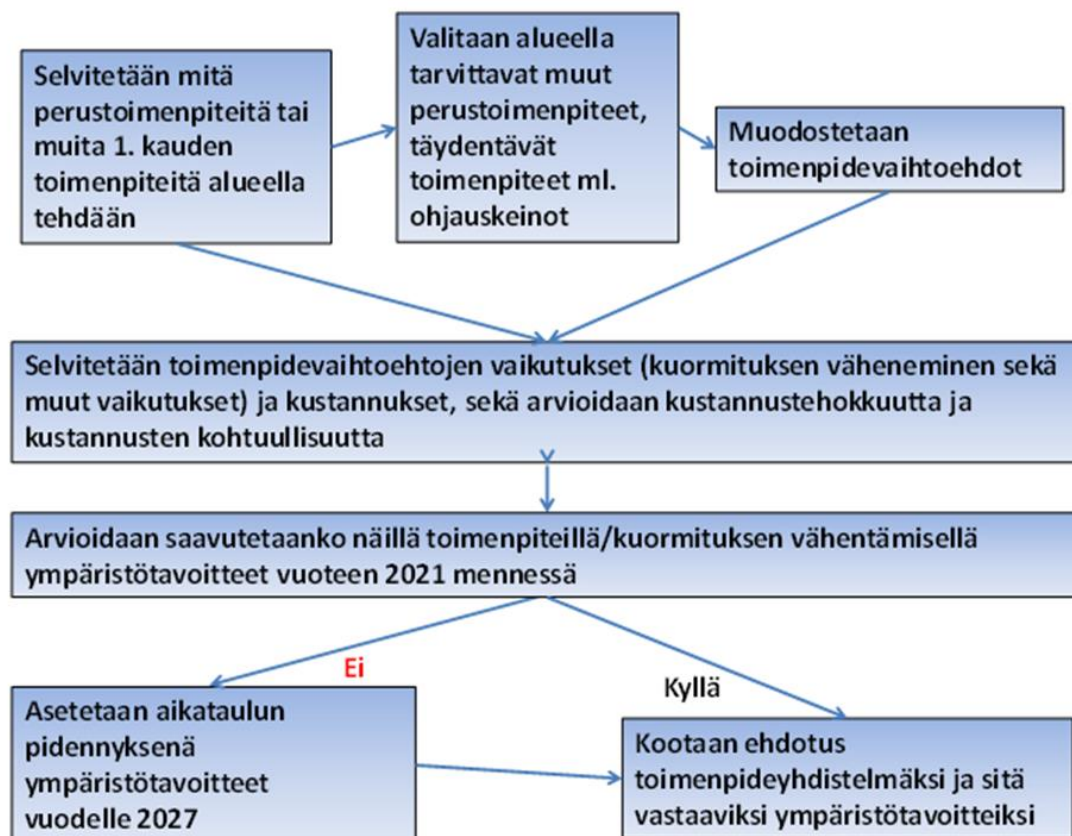 Selvitetään mitä
perustoimenpiteitä tai
muita 1. kauden
toimenpiteitä alueella
tehdään
Valitaan alueella
tarvittavat muut
perustoimenpiteet,
täydentävät
toimenpiteet ml.
ohjauskeinot
Muodostetaan
toimenpidevaihtoehdot
Selvitetään toimenpidevaihtoehtojen vaikutukset (kuormituksen väheneminen sekä
muut vaikutukset) ja kustannukset, sekä arvioidaan kustannustehokkuutta ja
kustannusten kohtuullisuutta
Arvioidaan saavutetaanko näillä toimenpiteillä/kuormituksen vähentämisellä
ympäristötavoitteet vuoteen 2021 mennessä
Ei
Kyllä
Asetetaan aikataulun
pidennyksenä
ympäristötavoitteet
vuodelle 2027
Kootaan ehdotus
toimenpideyhdistelmäksi ja sitä
vastaaviksi ympäristötavoitteiksi